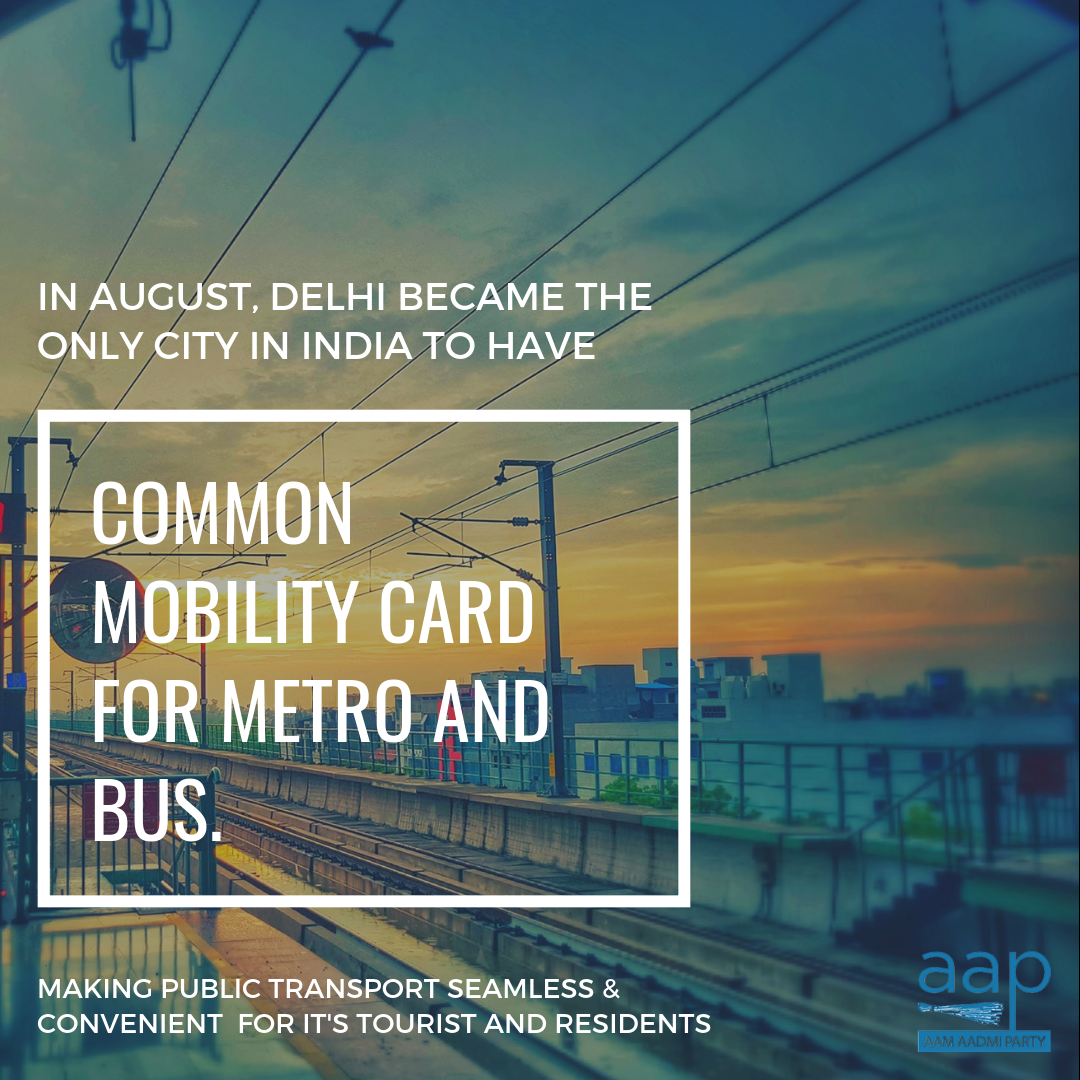 IN AUGUST, DELHI BECAME THE
ONLY CITY IN INDIA TO HAVE
COMMON
MOBILITY CARD
FOR METRO AND
BUS.
MAKING PUBLIC TRANSPORT SEAMLESS &
CONVENIENT FOR IT'S TOURIST AND RESIDENTS
aap
AAM AADMI PARTY